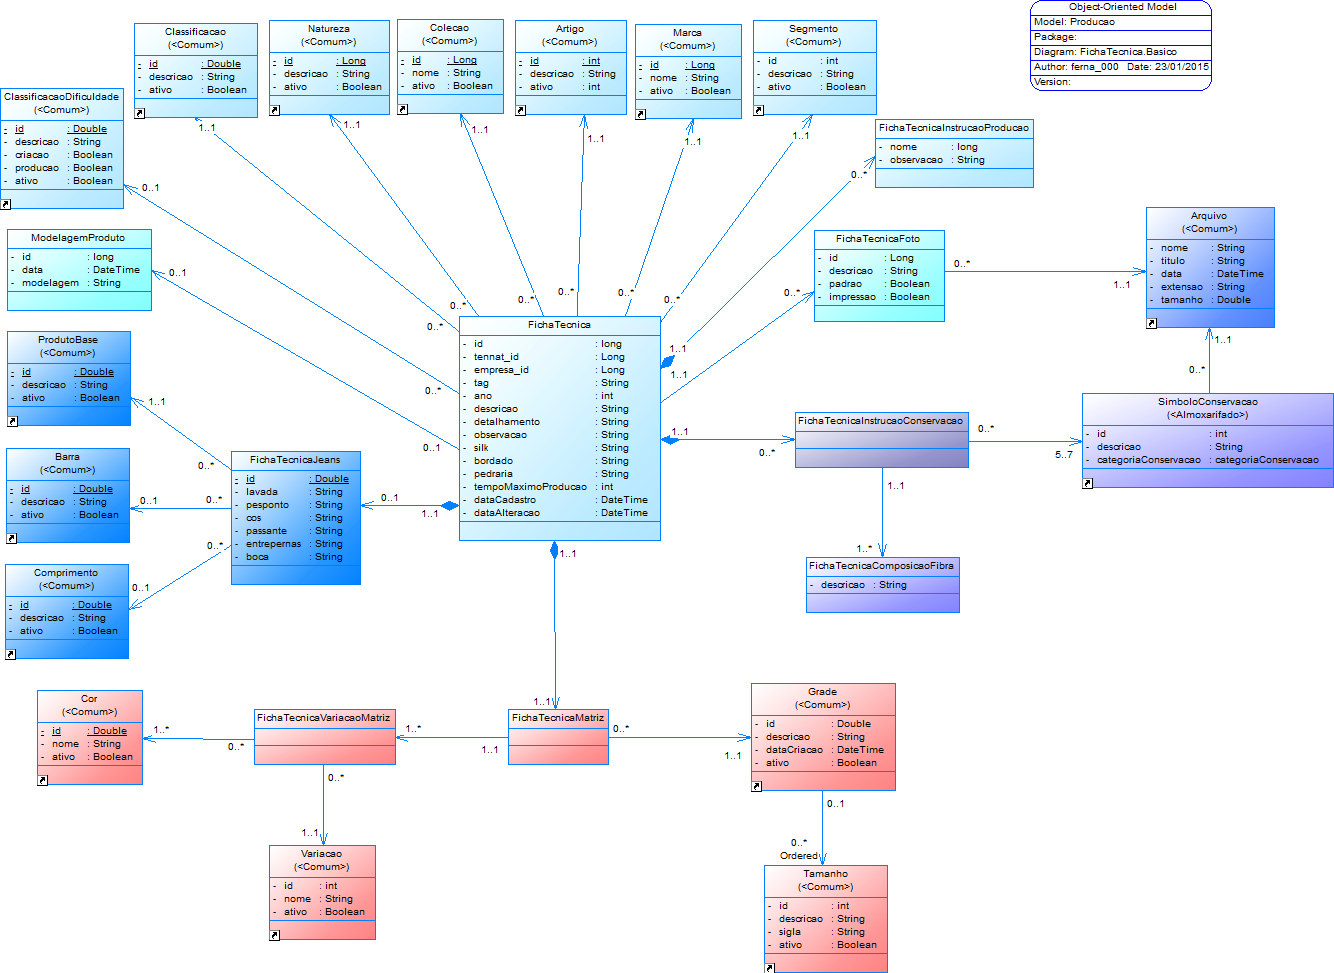 Object-Oriented Model
Model: Producao
Package:
Diagram: FichaTecnica.Basico
Author: ferna_000   Date: 23/01/2015
Version:
Classificacao
(<Comum>)
- id : Double
- descricao : String
- ativo : Boolean
Natureza
(<Comum>)
- id : Long
- descricao : String
- ativo : Boolean
Colecao
(<Comum>)
- id : Long
- nome : String
- ativo : Boolean
Artigo
(<Comum>)
- id : int
- descricao : String
- ativo : int
Marca
(<Comum>)
- id : Long
- nome : String
- ativo : Boolean
Segmento
(<Comum>)
- id : int
- descricao : String
- ativo : Boolean
ClassificacaoDificuldade
(<Comum>)
- id : Double
- descricao : String
- criacao : Boolean
- producao : Boolean
- ativo : Boolean
FichaTecnicaInstrucaoProducao
- nome : long
- observacao : String
1..1
1..1
1..1
1..1
1..1
1..1
0..*
0..1
ModelagemProduto
- id : long
- data : DateTime
- modelagem : String
0..1
FichaTecnicaFoto
- id : Long
- descricao : String
- padrao : Boolean
- impressao : Boolean
0..*
1..1
Arquivo
(<Comum>)
- nome : String
- titulo : String
- data : DateTime
- extensao : String
- tamanho : Double
0..*
0..*
0..*
0..*
0..*
0..*
0..*
0..*
0..1
FichaTecnica
- id : long
- tennat_id : Long
- empresa_id : Long
- tag : String
- ano : int
- descricao : String
- detalhamento : String
- observacao : String
- silk : String
- bordado : String
- pedraria : String
- tempoMaximoProducao : int
- dataCadastro : DateTime
- dataAlteracao : DateTime
1..1
1..1
1..1
0..*
ProdutoBase
(<Comum>)
- id : Double
- descricao : String
- ativo : Boolean
1..1
0..*
Barra
(<Comum>)
- id : Double
- descricao : String
- ativo : Boolean
0..1
0..*
FichaTecnicaJeans
- id : Double
- lavada : String
- pesponto : String
- cos : String
- passante : String
- entrepernas : String
- boca : String
0..1
1..1
0..*
0..1
Comprimento
(<Comum>)
- id : Double
- descricao : String
- ativo : Boolean
FichaTecnicaInstrucaoConservacao
0..*
5..7
1..1
0..*
SimboloConservacao
(<Almoxarifado>)
- id : int
- descricao : String
- categoriaConservacao : categoriaConservacao
1..1
1..*
FichaTecnicaComposicaoFibra
- descricao : String
1..1
1..1
Cor
(<Comum>)
- id : Double
- nome : String
- ativo : Boolean
1..*
0..*
FichaTecnicaVariacaoMatriz
1..*
1..1
FichaTecnicaMatriz
0..*
1..1
Grade
(<Comum>)
- id : Double
- descricao : String
- dataCriacao : DateTime
- ativo : Boolean
0..*
1..1
Variacao
(<Comum>)
- id : int
- nome : String
- ativo : Boolean
0..1
0..*
Ordered
Tamanho
(<Comum>)
- id : int
- descricao : String
- sigla : String
- ativo : Boolean